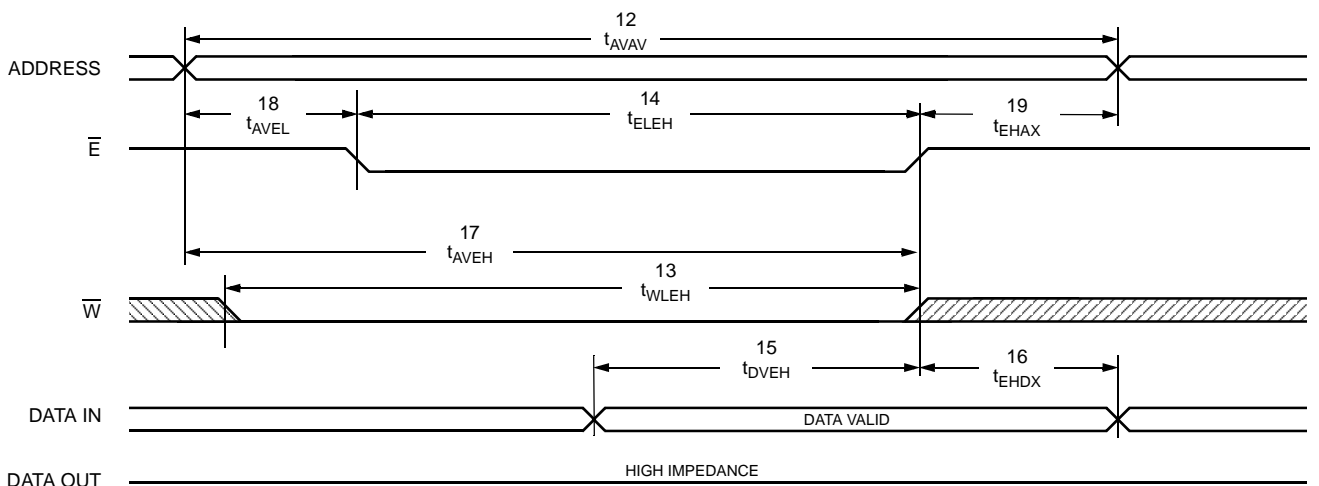 12
tAVAV
ADDRESS
18
tAVEL
14
tELEH
19
tEHAX
E
17
tAVEH
13
tWLEH
W
15
tDVEH
16
tEHDX
DATA IN
DATA VALID
DATA OUT
HIGH IMPEDANCE